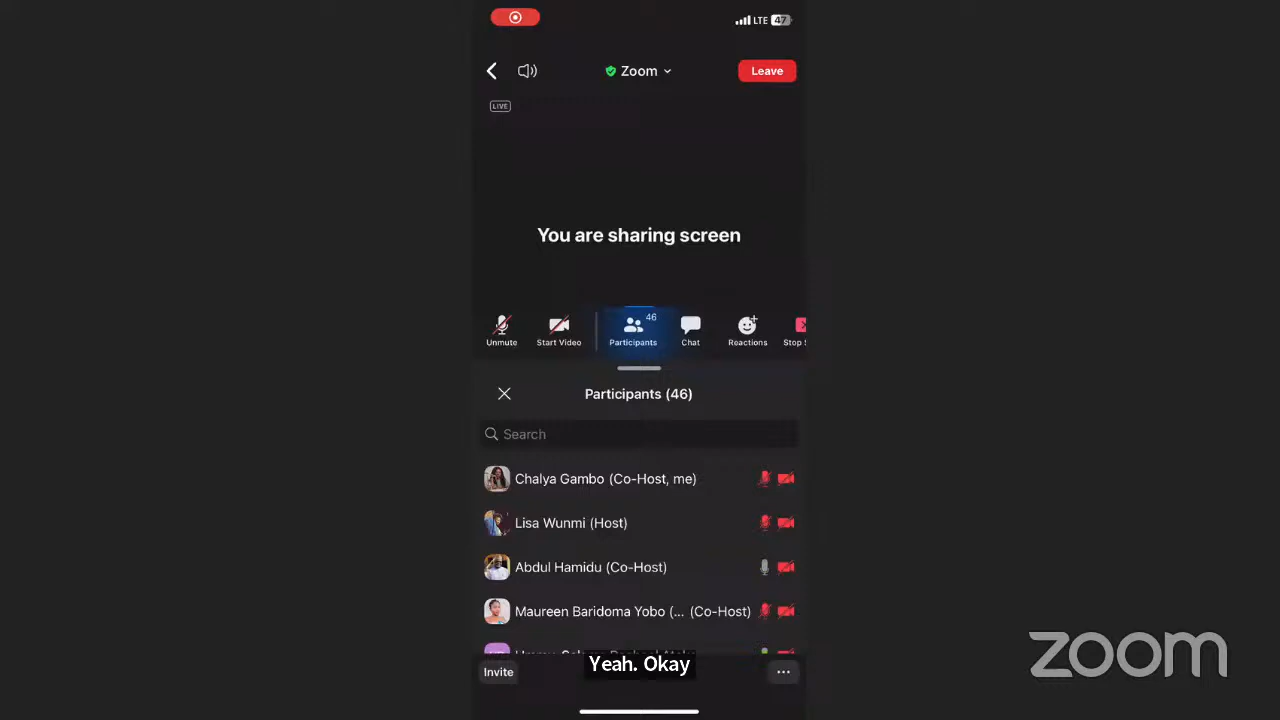 LTE 47
Zoom
Leave
LIVE
You are sharing screen
46
Unmute
Start Video
Participants
Chat
Reactions
Stop
Participants (46)
Search
Chalya Gambo (Co-Host, me)
Lisa Wunmi (Host)
Abdul Hamidu (Co-Host)
Maureen Baridoma Yobo (... (Co-Host)
Yeah. Okay
Invite
zoom